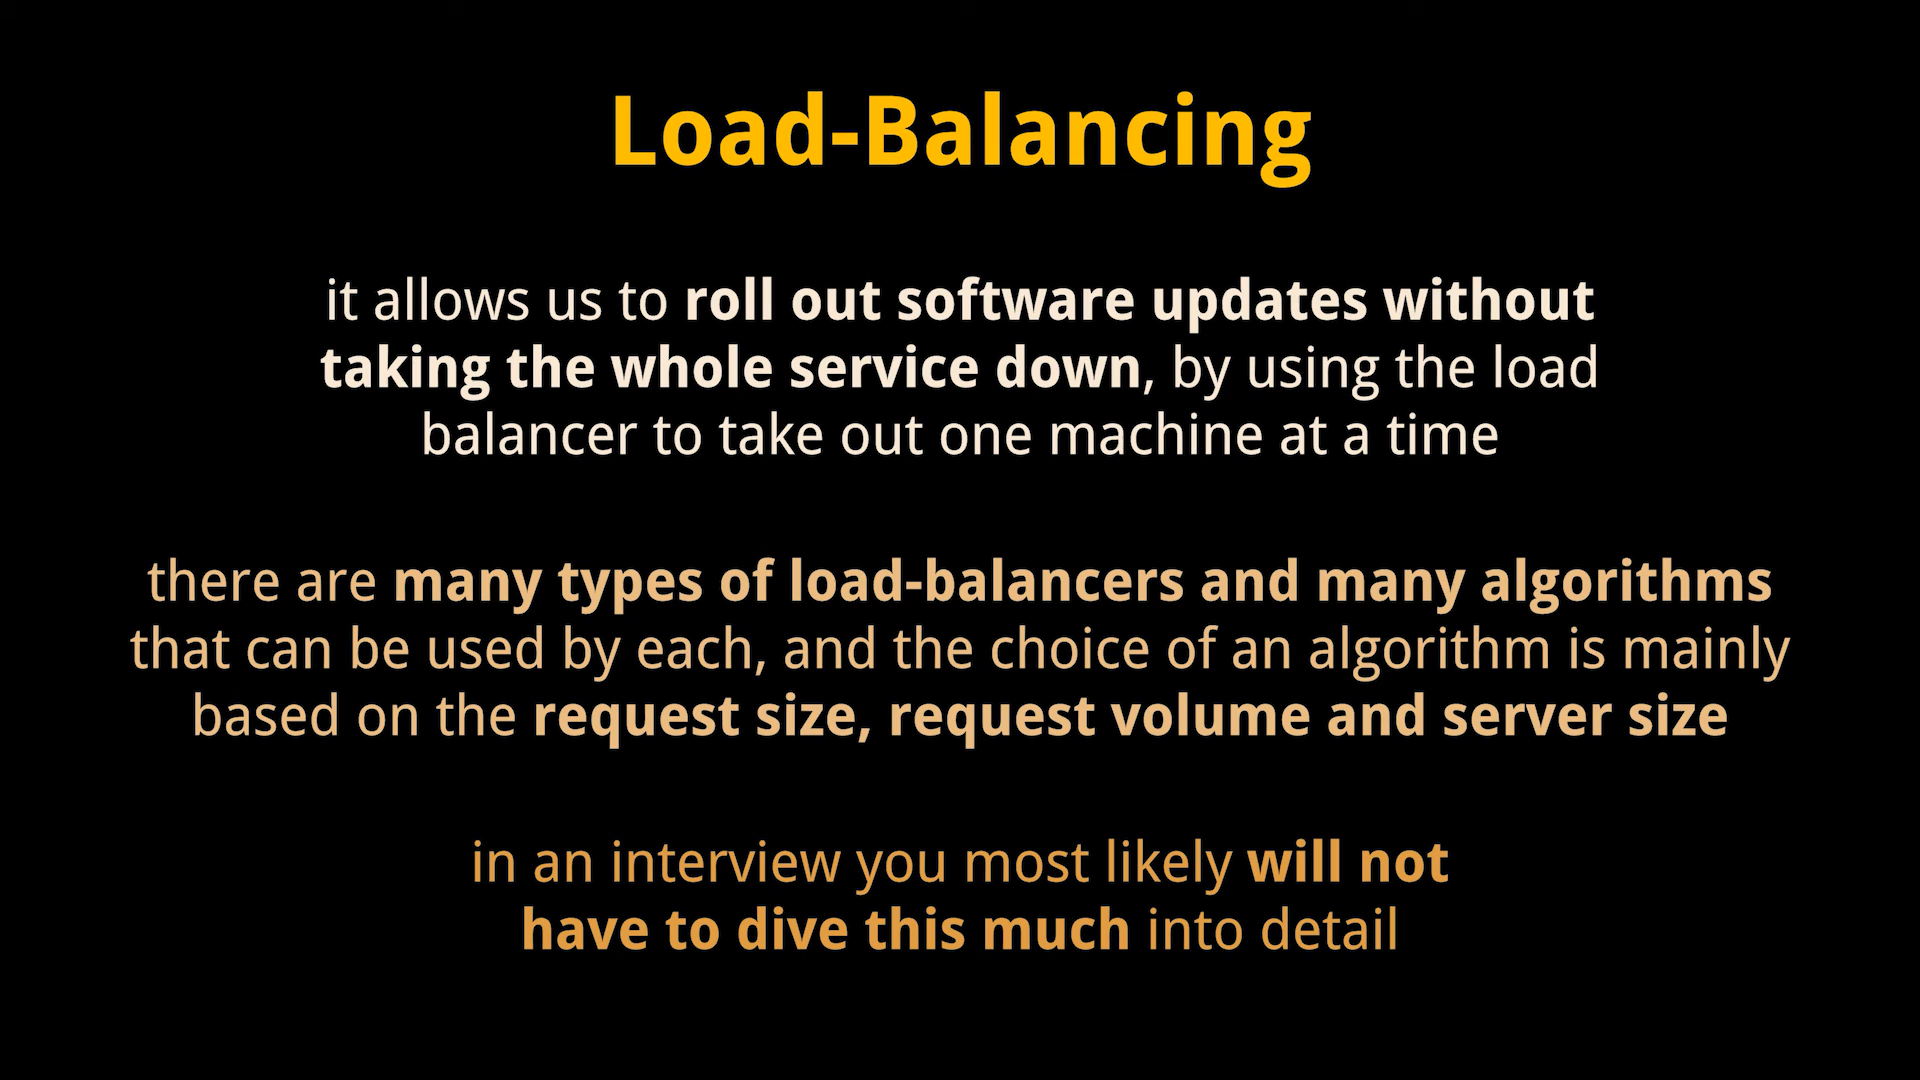 Load-Balancing
it allows us to roll out software updates without
taking the whole service down, by using the load
balancer to take out one machine at a time
there are many types of load-balancers and many algorithms
that can be used by each, and the choice of an algorithm is mainly
based on the request size, request volume and server size
in an interview you most likely will not
have to dive this much into detail